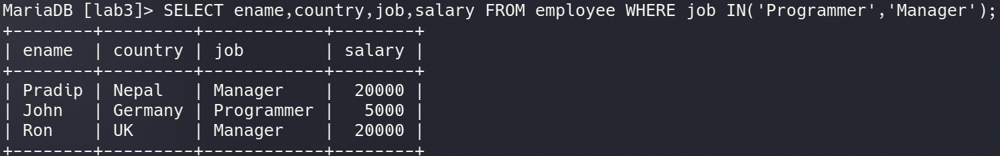 MariaDB [lab3]> SELECT ename,country,job,salary FROM employee WHERE job IN('Programmer','Manager');
+--------+---------+------------+--------+
| ename  | country | job        | salary |
+--------+---------+------------+--------+
| Pradip | Nepal   | Manager    |  20000 |
| John   | Germany | Programmer |   5000 |
| Ron    | UK      | Manager    |  20000 |
+--------+---------+------------+--------+